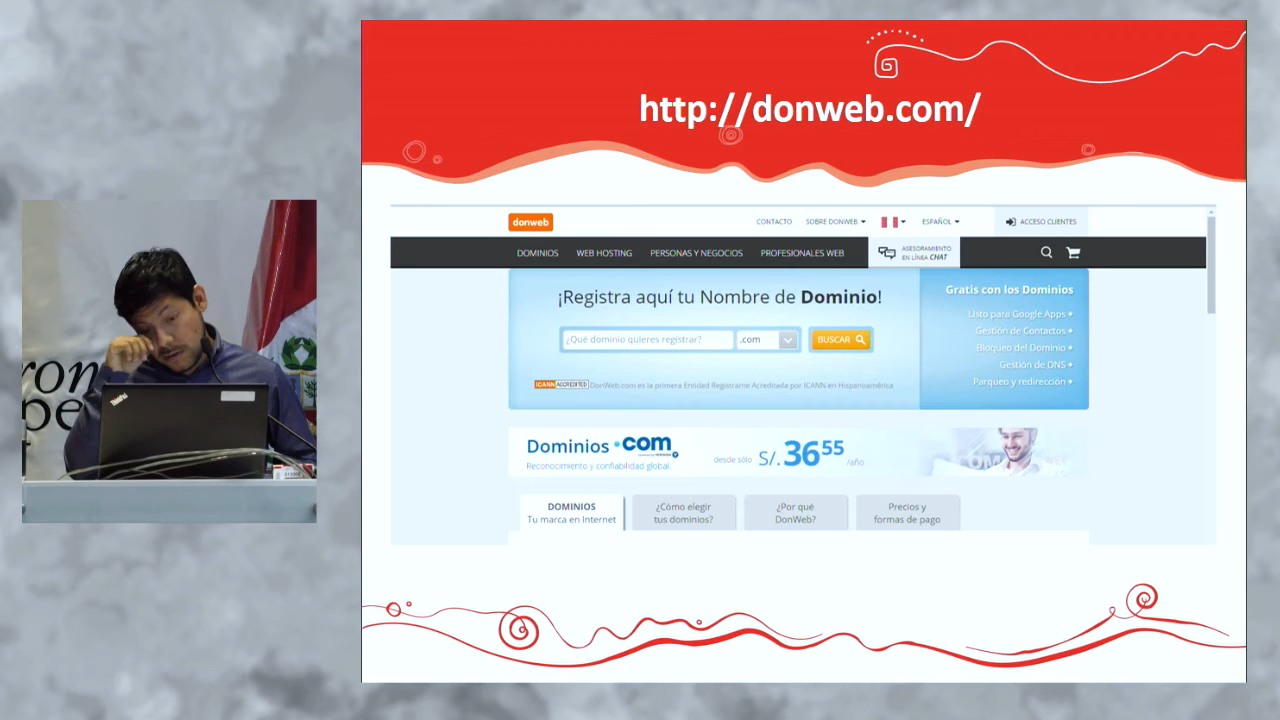 http://donweb.com/
donweb
CONTACTO
SOBRE DONWEB
ESPAÑOL
ACCESO CLIENTES
DOMINIOS
WEB HOSTING
PERSONAS Y NEGOCIOS
PROFESIONALES WEB
ASESORAMIENTO
EN LÍNEA CHAT
¡Registra aquí tu Nombre de Dominio!
¿Qué dominio quieres registrar?
.com
BUSCAR
ICANN ACCREDITED DonWeb.com es la primera Entidad Registrante Acreditada por ICANN en Hispanoamérica
Gratis con los Dominios
Listo para Google Apps
Gestión de Contactos
Bloqueo del Dominio
Gestión de DNS
Parqueo y redirección
Dominios .com
Reconocimiento y confiabilidad global.
desde sólo S/. 36 55 /año
DOMINIOS
Tu marca en Internet
¿Cómo elegir
tus dominios?
¿Por qué
DonWeb?
Precios y
formas de pago
ron
pe
ThinkPad